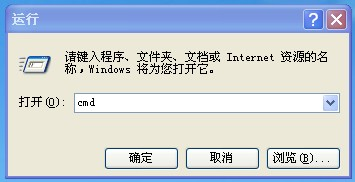 运行
请键入程序、文件夹、文档或 Internet 资源的名
称，Windows 将为您打开它。
打开(O): cmd
确定 取消 浏览(B)...